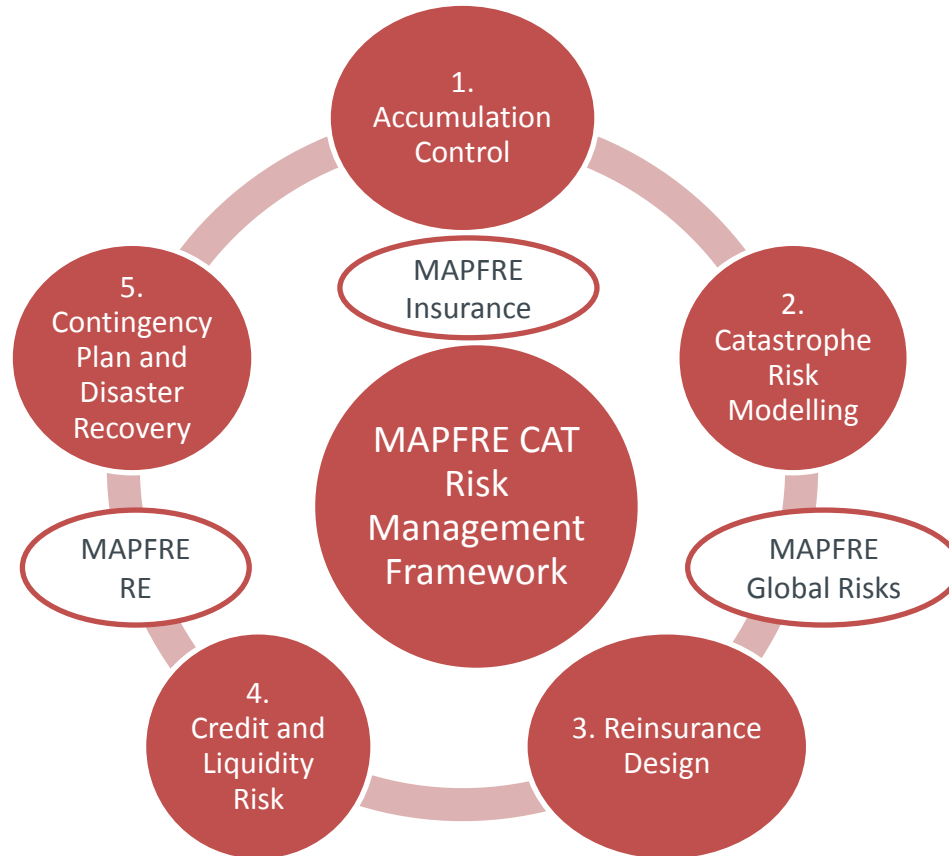 1.
Accumulation
Control
MAPFRE
Insurance
2.
Catastrophe
Risk
Modelling
MAPFRE
Global Risks
3. Reinsurance
Design
4.
Credit and
Liquidity
Risk
MAPFRE
RE
5.
Contingency
Plan and
Disaster
Recovery
MAPFRE CAT
Risk
Management
Framework